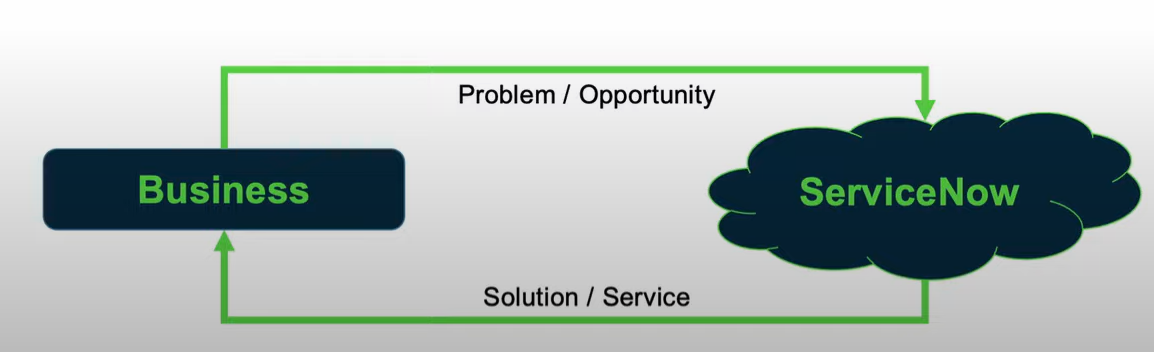 Problem / Opportunity
Business
ServiceNow
Solution / Service